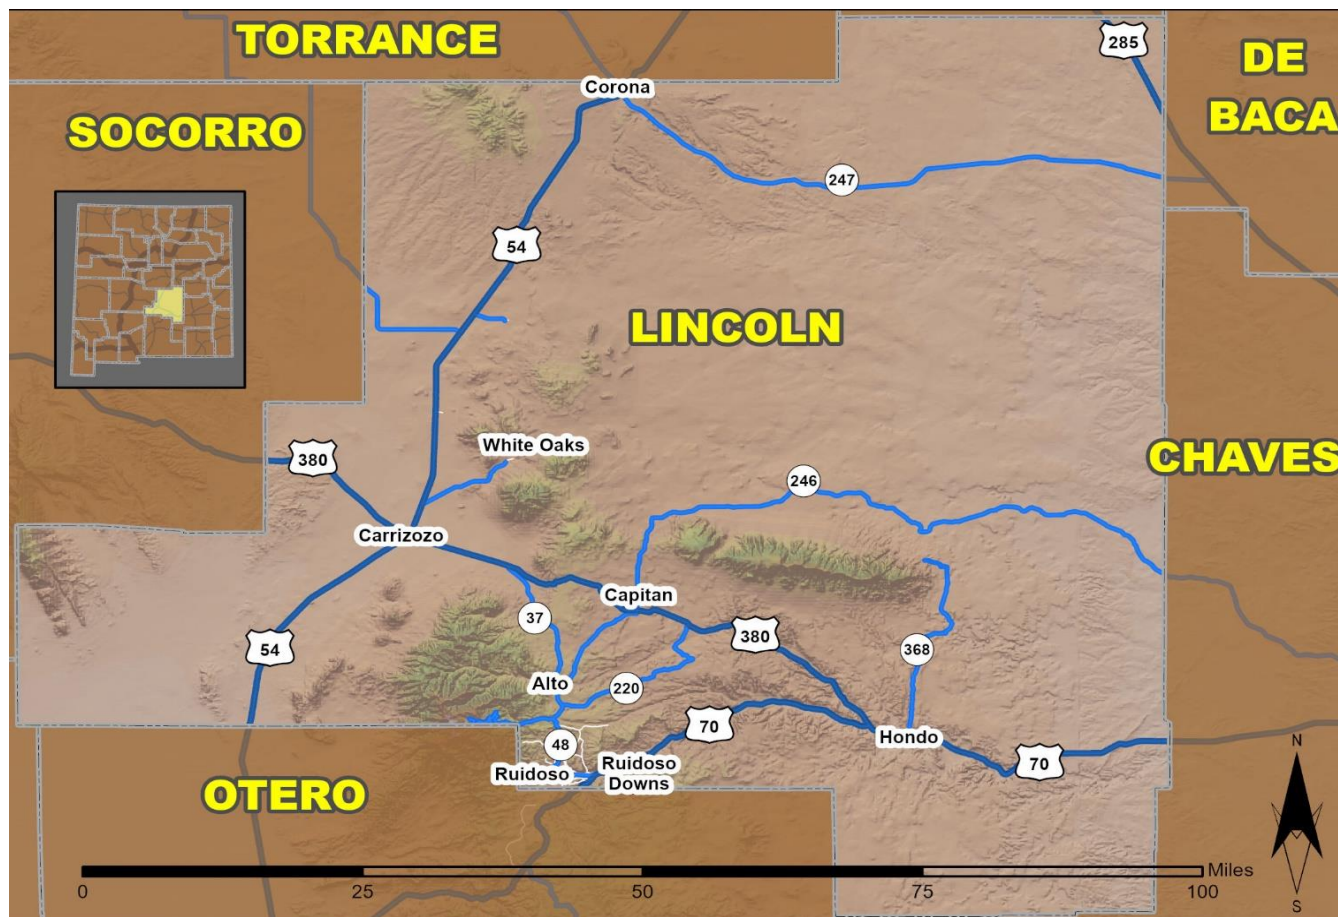 TORRANCE
285
DE
BACA
Corona
SOCORRO
247
54
LINCOLN
White Oaks
380
CHAVES
246
Carrizozo
Capitan
37
380
54
368
Alto
220
70
Hondo
48
70
Ruidoso
Ruidoso
Downs
OTERO
N
S
Miles
0
25
50
75
100